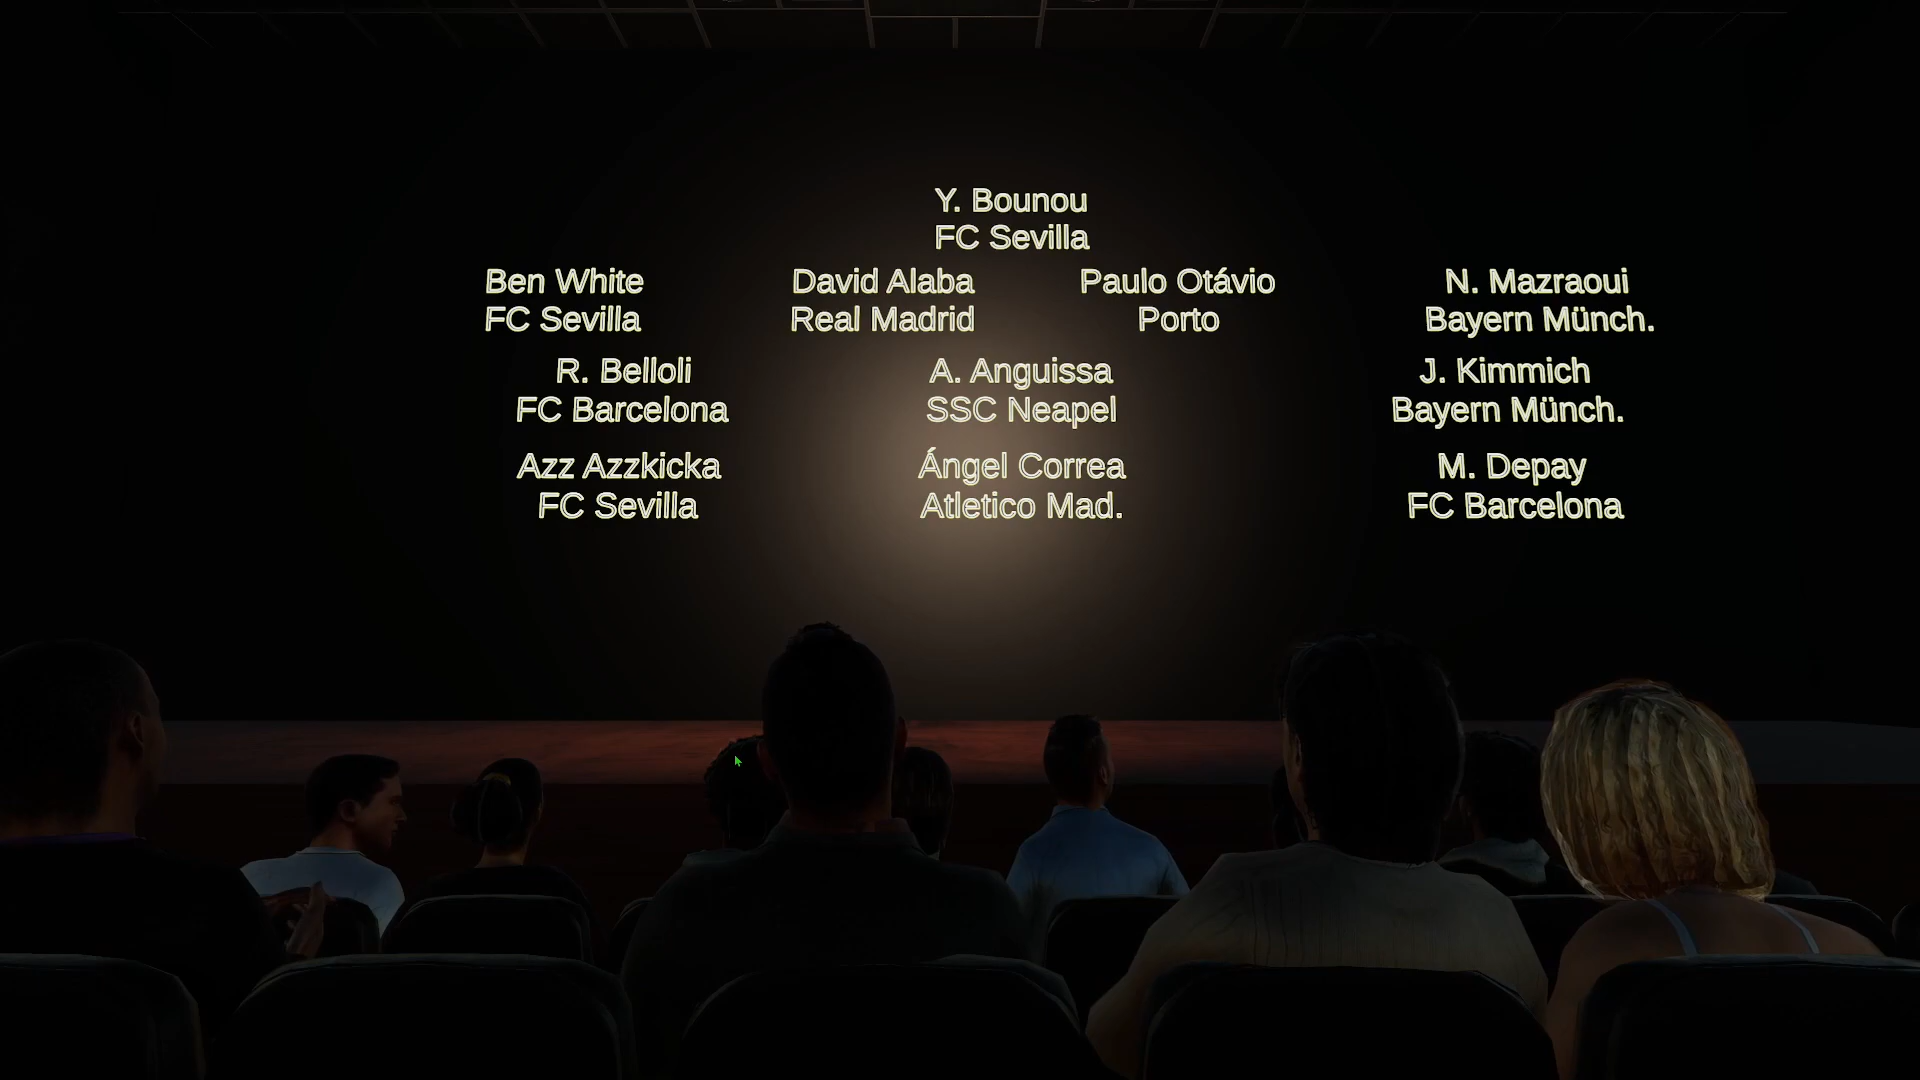 Y. Bounou
FC Sevilla
Ben White
FC Sevilla
David Alaba
Real Madrid
Paulo Otávio
Porto
N. Mazraoui
Bayern Münch.
R. Belloli
FC Barcelona
A. Anguissa
SSC Neapel
J. Kimmich
Bayern Münch.
Azz Azzkicka
FC Sevilla
Ángel Correa
Atletico Mad.
M. Depay
FC Barcelona